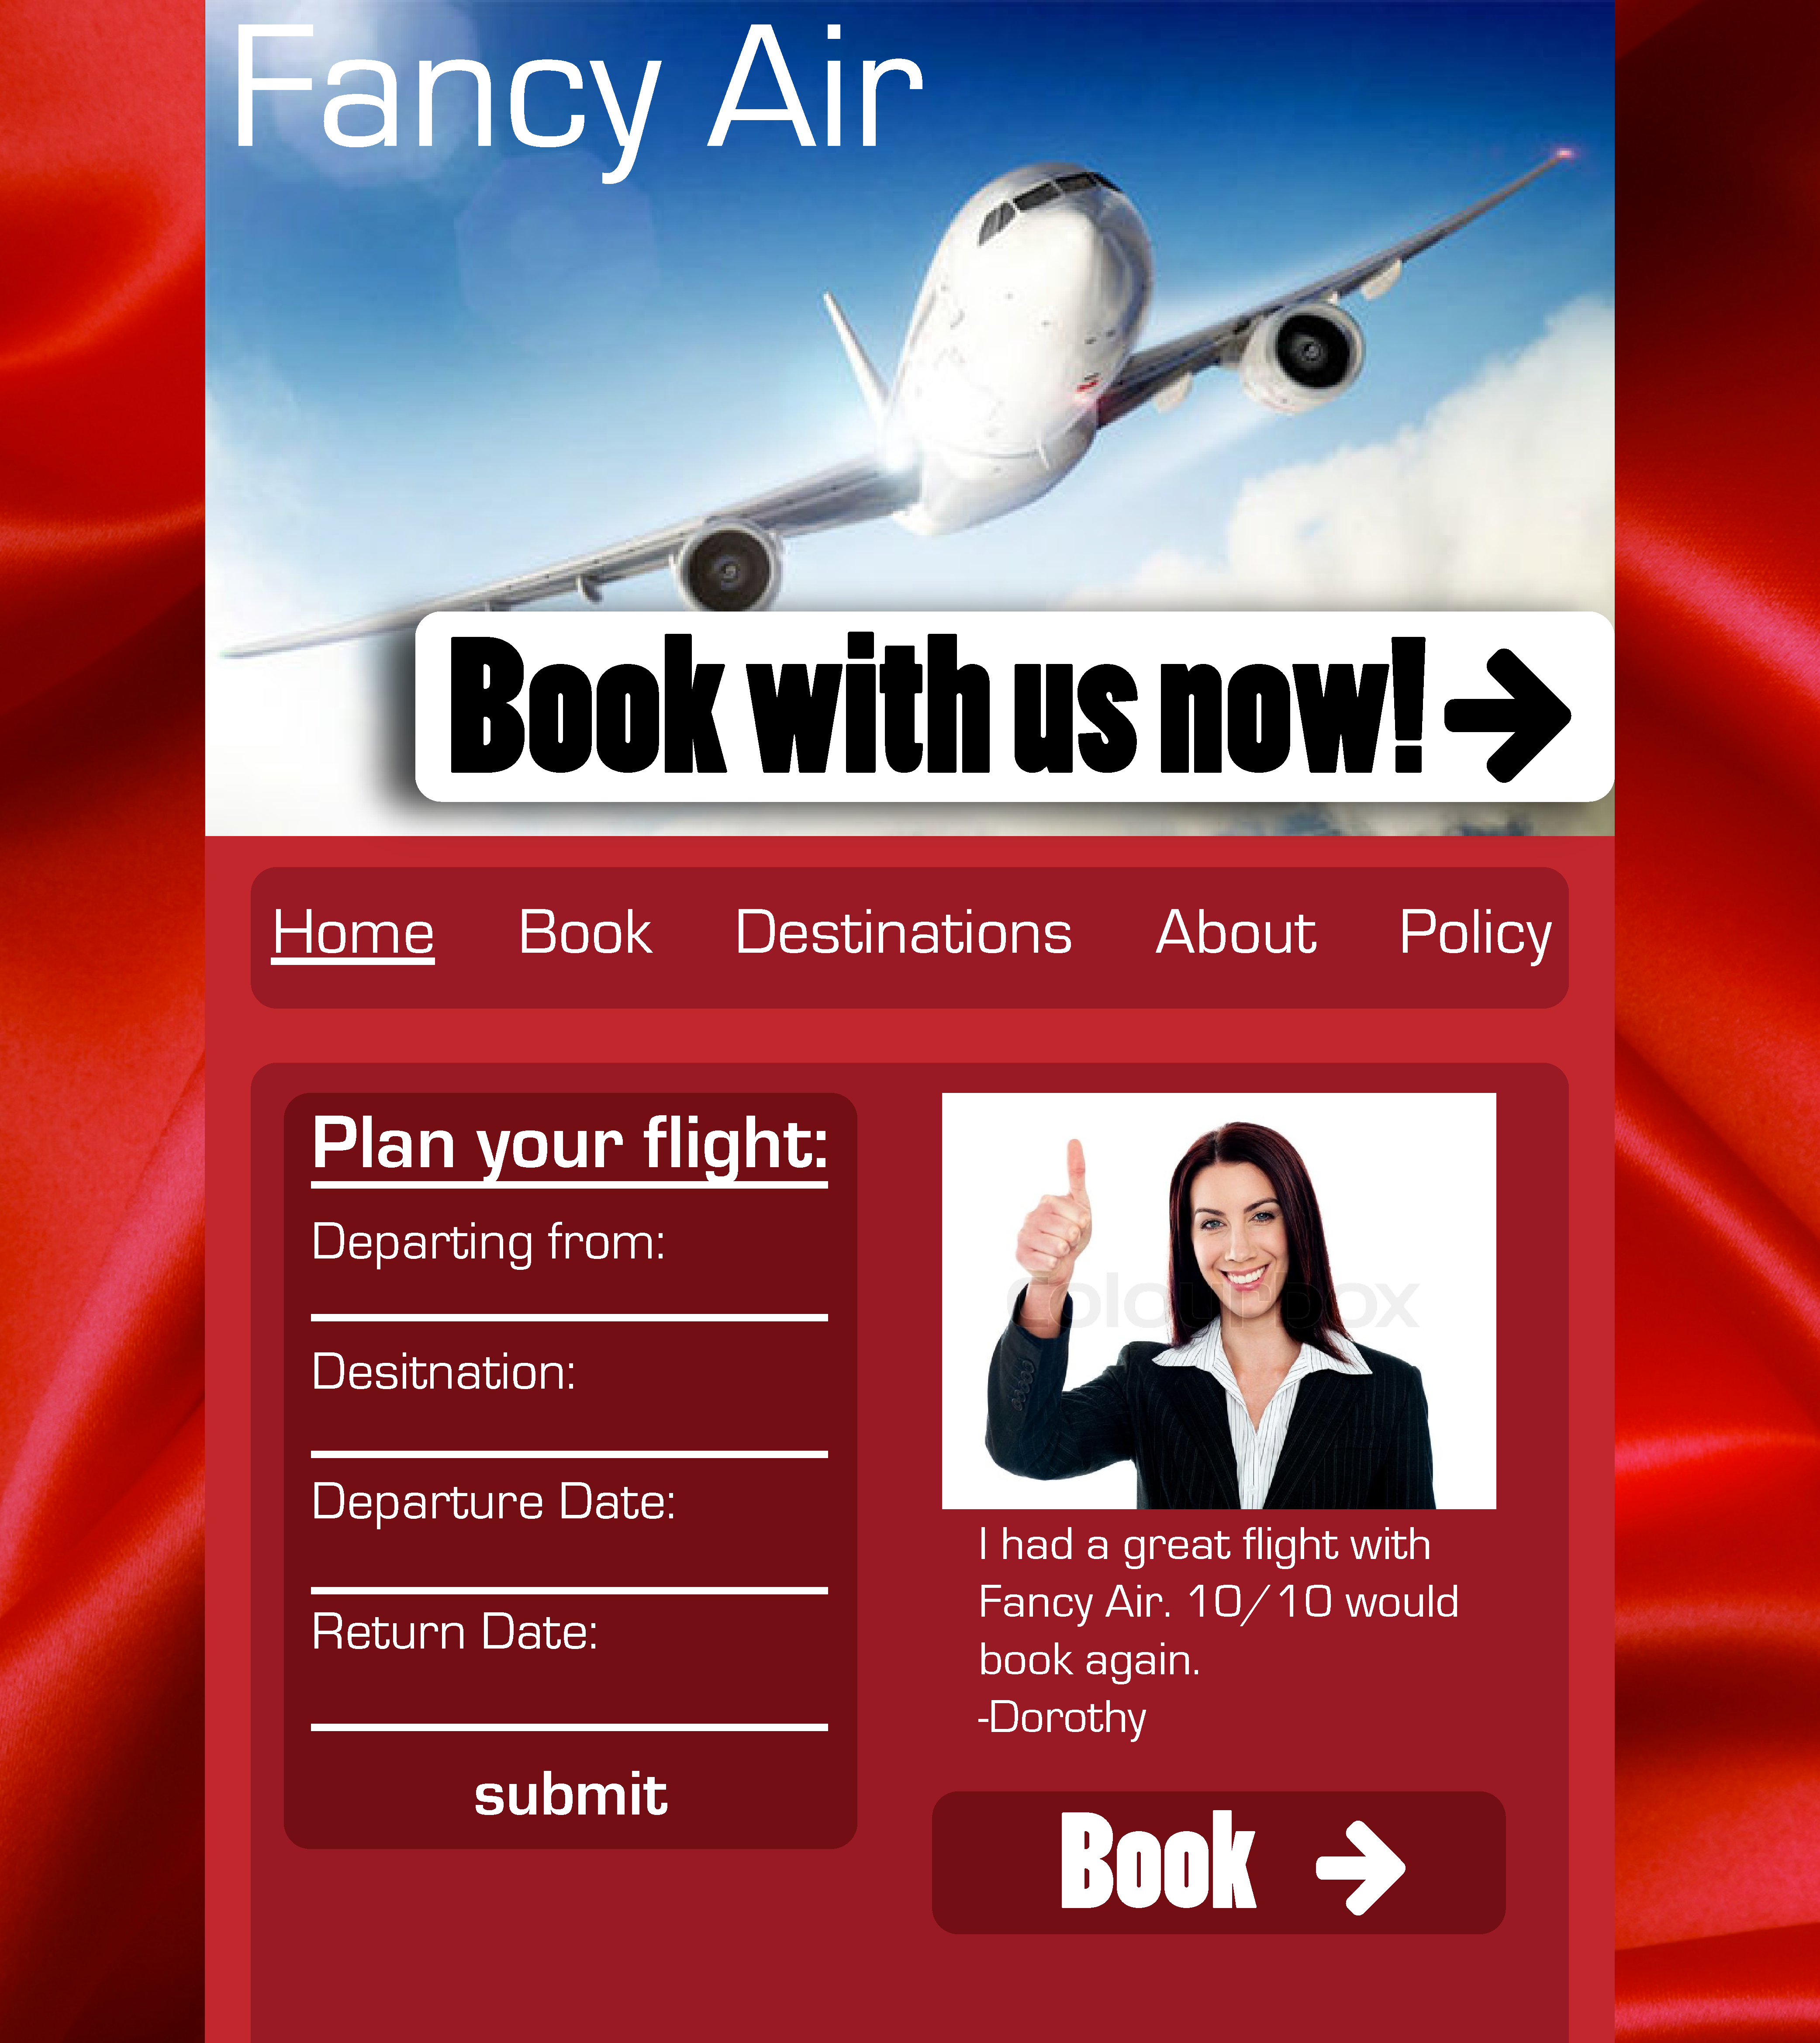 Fancy Air
Book with us now!
Home Book Destinations About Policy
Plan your flight:
Departing from:
Desitnation:
Departure Date:
Return Date:
submit
Colourbox
I had a great flight with
Fancy Air. 10/10 would
book again.
-Dorothy
Book